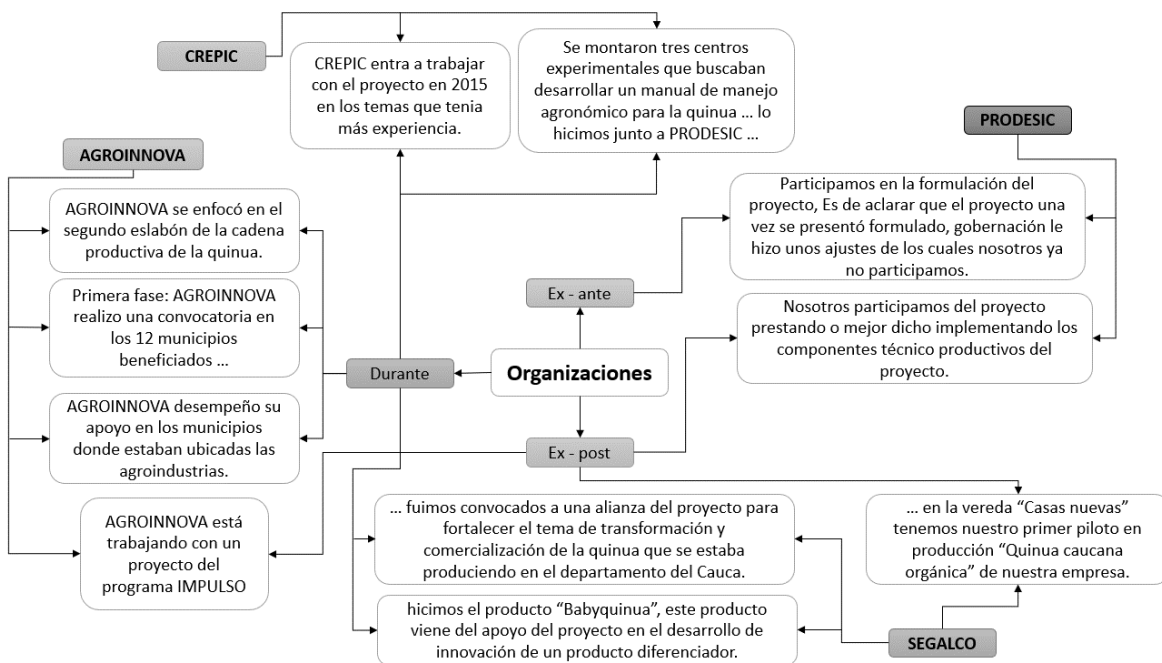 CREPIC
CREPIC entra a trabajar
con el proyecto en 2015
en los temas que tenia
más experiencia.
Se montaron tres centros
experimentales que buscaban
desarrollar un manual de manejo
agronómico para la quinua ... lo
hicimos junto a PRODESIC ...
PRODESIC
AGROINNOVA
AGROINNOVA se enfocó en el
segundo eslabón de la cadena
productiva de la quinua.
Participamos en la formulación del
proyecto, Es de aclarar que el proyecto una
vez se presentó formulado, gobernación le
hizo unos ajustes de los cuales nosotros ya
no participamos.
Primera fase: AGROINNOVA
realizo una convocatoria en
los 12 municipios
beneficiados ...
Ex - ante
Nosotros participamos del proyecto
prestando o mejor dicho implementando los
componentes técnico productivos del
proyecto.
Durante
Organizaciones
AGROINNOVA desempeño su
apoyo en los municipios
donde estaban ubicadas las
agroindustrias.
Ex - post
AGROINNOVA está
trabajando con un
proyecto del
programa IMPULSO
... fuimos convocados a una alianza del proyecto para
fortalecer el tema de transformación y
comercialización de la quinua que se estaba
produciendo en el departamento del Cauca.
... en la vereda “Casas nuevas”
tenemos nuestro primer piloto en
producción “Quinua caucana
orgánica” de nuestra empresa.
hicimos el producto “Babyquinua”, este producto
viene del apoyo del proyecto en el desarrollo de
innovación de un producto diferenciador.
SEGALCO